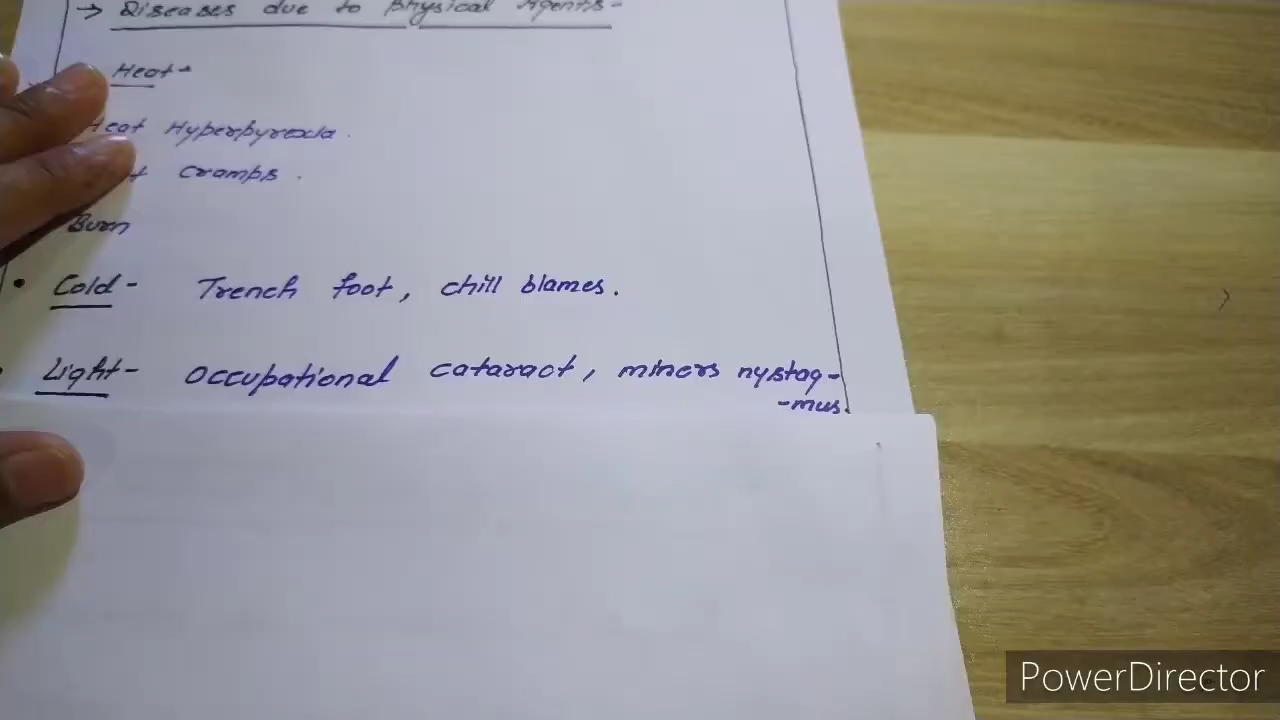 → Diseases due to physical Agents-
Heat-
Heat Hyperpyrexia.
cramps.
Burn
• Cold- Trench foot, chill blames.
Light- Occupational cataract, miners nystag-
-mus.
PowerDirector